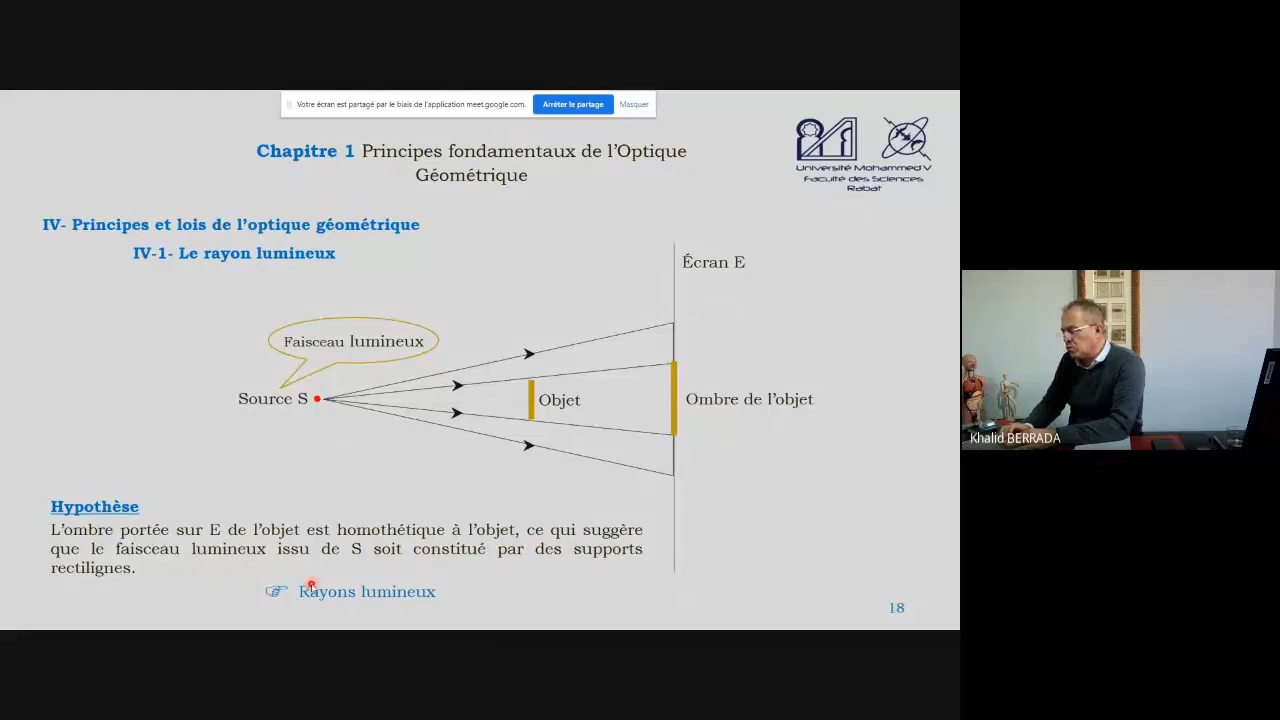 Votre écran est partagé par le biais de l'application meet.google.com. Arrêter le partage Masquer
Chapitre 1 Principes fondamentaux de l'Optique
Géométrique
Université Mohammed V
Faculté des Sciences
Rabat
IV- Principes et lois de l'optique géométrique
IV-1- Le rayon lumineux
Écran E
Faisceau lumineux
Source S
Objet
Ombre de l'objet
Khalid BERRADA
Hypothèse
L'ombre portée sur E de l'objet est homothétique à l'objet, ce qui suggère
que le faisceau lumineux issu de S soit constitué par des supports
rectilignes.
☞ Rayons lumineux
18